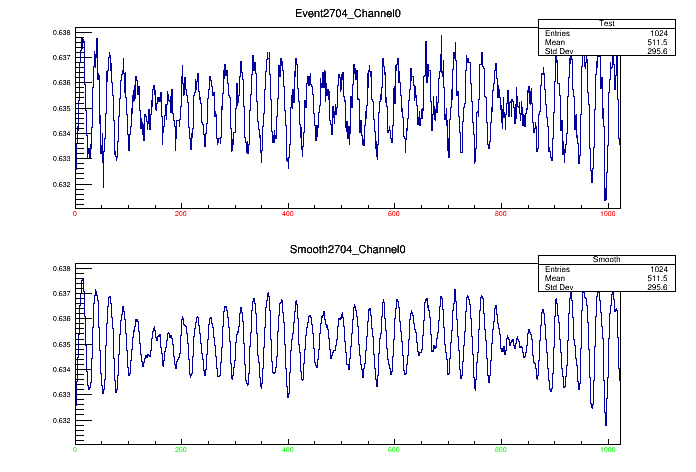 Event2704_Channel0
Test
Entries 1024
Mean 511.5
Std Dev 295.6
0.638
0.637
0.636
0.635
0.634
0.633
0.632
0 200 400 600 800 1000
Smooth2704_Channel0
Smooth
Entries 1024
Mean 511.5
Std Dev 295.6
0.638
0.637
0.636
0.635
0.634
0.633
0.632
0 200 400 600 800 1000